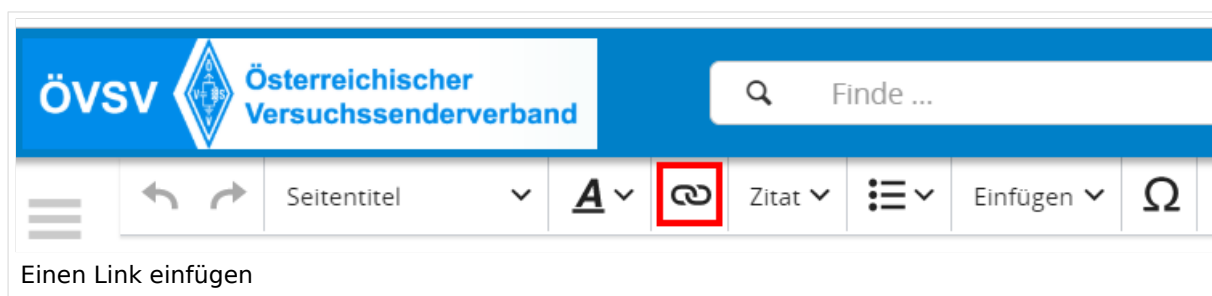 ÖVSV
Österreichischer
Versuchssenderverband
Finde ...
Seitentitel A Zitat Einfügen Ω
Einen Link einfügen